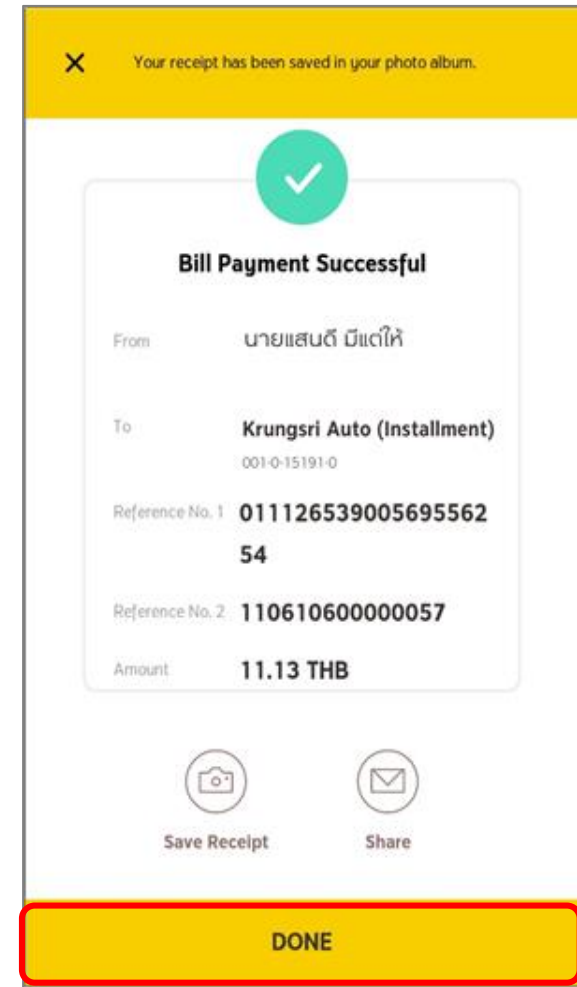 Your receipt has been saved in your photo album.
Bill Payment Successful
From นายแสนดี มีแต่ให้
To Krungsri Auto (Installment)
001-0-15191-0
Reference No. 1 011126539005695562
54
Reference No. 2 110610600000057
Amount 11.13 THB
Save Receipt Share
DONE